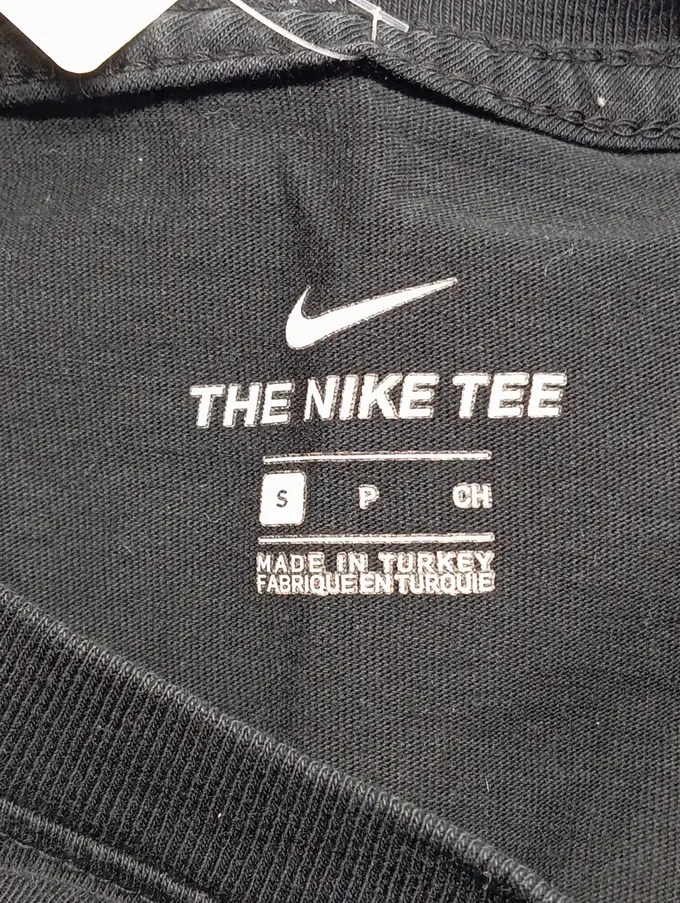 THE NIKE TEE
S P CH
MADE IN TURKEY
FABRIQUE EN TURQUIE